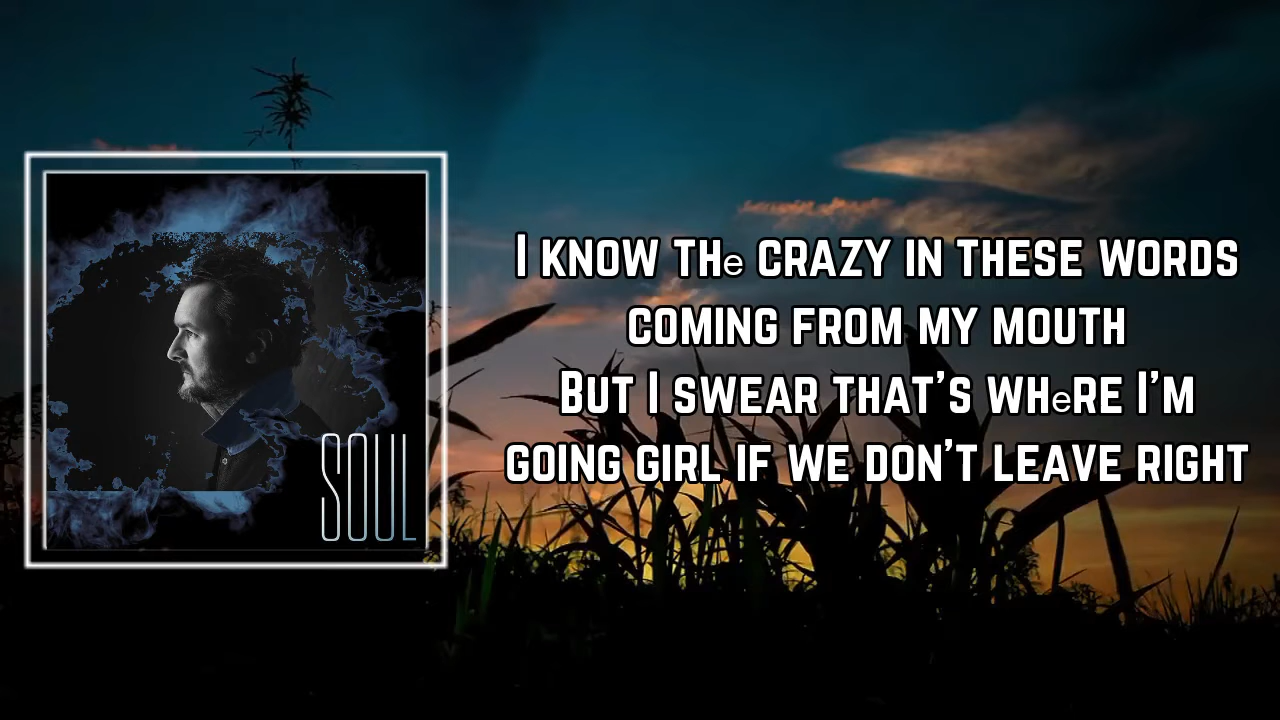 SOUL
I know the crazy in these words
coming from my mouth
But I swear that's where I'm
going girl if we don't leave right